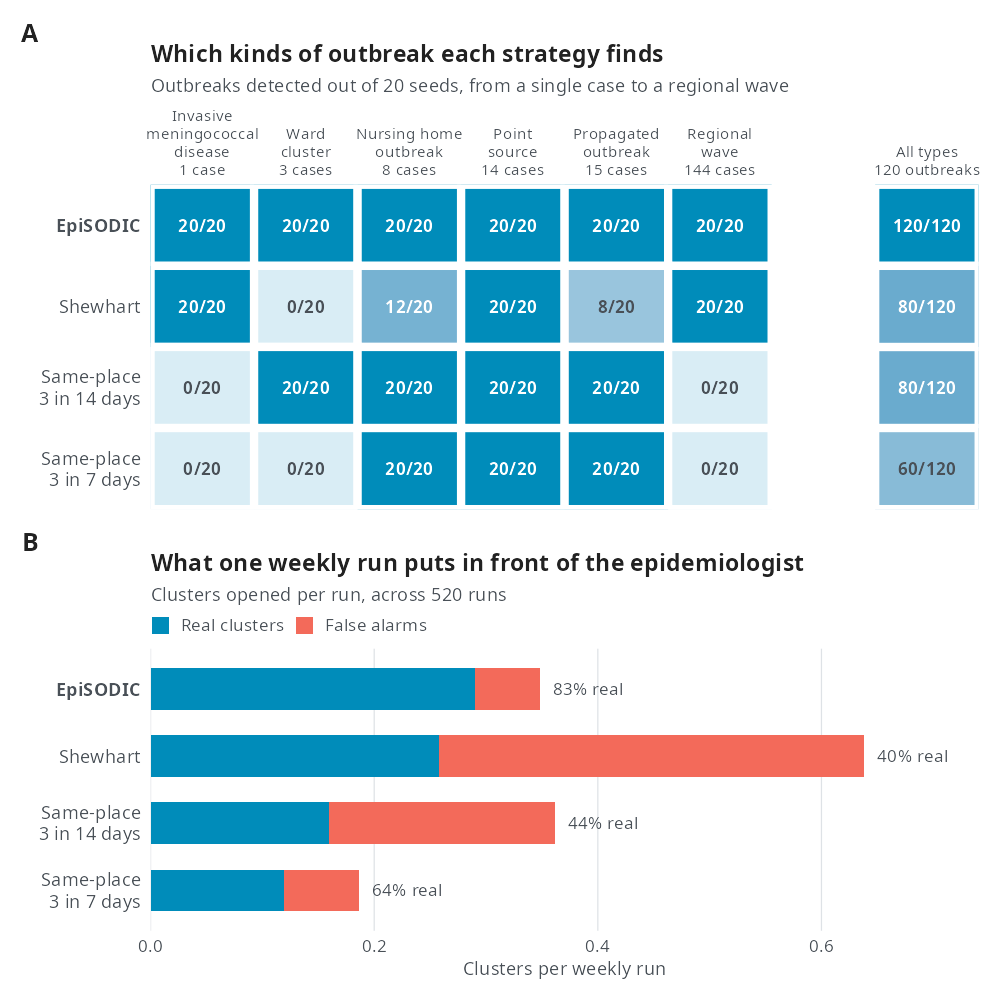 A
Which kinds of outbreak each strategy finds
Outbreaks detected out of 20 seeds, from a single case to a regional wave
Invasive
meningococcal
disease
1 case
Ward
cluster
3 cases
Nursing home
outbreak
8 cases
Point
source
14 cases
Propagated
outbreak
15 cases
Regional
wave
144 cases
All types
120 outbreaks
EpiSODIC
20/20
20/20
20/20
20/20
20/20
20/20
120/120
Shewhart
20/20
0/20
12/20
20/20
8/20
20/20
80/120
Same-place
3 in 14 days
0/20
20/20
20/20
20/20
20/20
0/20
80/120
Same-place
3 in 7 days
0/20
0/20
20/20
20/20
20/20
0/20
60/120
B
What one weekly run puts in front of the epidemiologist
Clusters opened per run, across 520 runs
Real clusters
False alarms
EpiSODIC
83% real
Shewhart
40% real
Same-place
3 in 14 days
44% real
Same-place
3 in 7 days
64% real
0.0
0.2
0.4
0.6
Clusters per weekly run